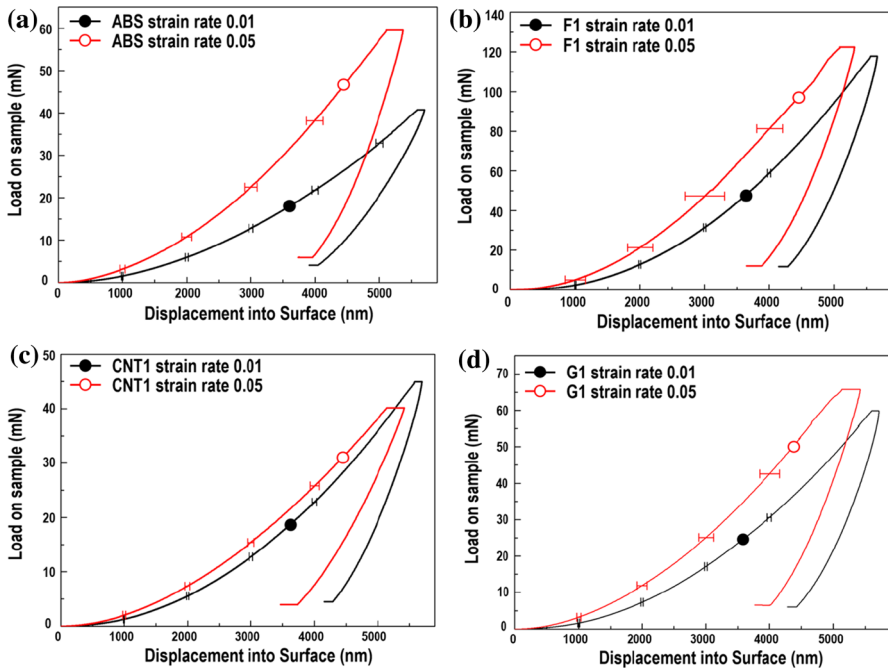 (a)
ABS strain rate 0.01
ABS strain rate 0.05
Load on sample (mN)
60
50
40
30
20
10
0
0 1000 2000 3000 4000 5000
Displacement into Surface (nm)
(b)
F1 strain rate 0.01
F1 strain rate 0.05
Load on sample (mN)
140
120
100
80
60
40
20
0
0 1000 2000 3000 4000 5000
Displacement into Surface (nm)
(c)
CNT1 strain rate 0.01
CNT1 strain rate 0.05
Load on sample (mN)
50
40
30
20
10
0
0 1000 2000 3000 4000 5000
Displacement into Surface (nm)
(d)
G1 strain rate 0.01
G1 strain rate 0.05
Load on sample (mN)
70
60
50
40
30
20
10
0
0 1000 2000 3000 4000 5000
Displacement into Surface (nm)